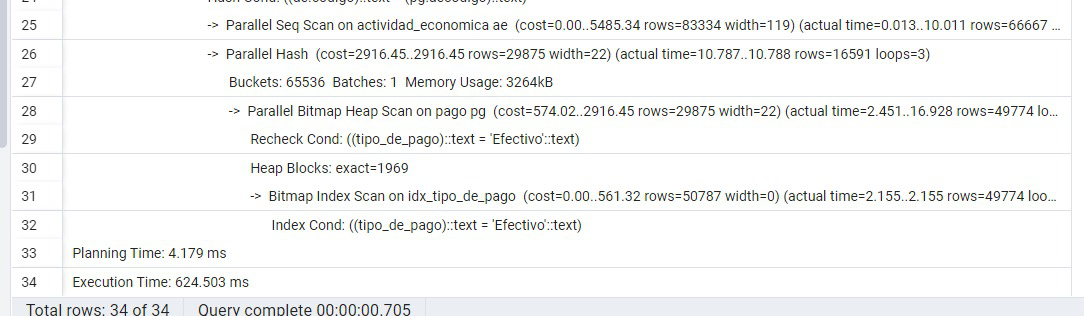 25 -> Parallel Seq Scan on actividad_economica ae (cost=0.00..5485.34 rows=83334 width=119) (actual time=0.013..10.011 rows=66667 ...
26 -> Parallel Hash (cost=2916.45..2916.45 rows=29875 width=22) (actual time=10.787..10.788 rows=16591 loops=3)
27 Buckets: 65536 Batches: 1 Memory Usage: 3264kB
28 -> Parallel Bitmap Heap Scan on pago pg (cost=574.02..2916.45 rows=29875 width=22) (actual time=2.451..16.928 rows=49774 lo...
29 Recheck Cond: ((tipo_de_pago)::text = 'Efectivo'::text)
30 Heap Blocks: exact=1969
31 -> Bitmap Index Scan on idx_tipo_de_pago (cost=0.00..561.32 rows=50787 width=0) (actual time=2.155..2.155 rows=49774 loo...
32 Index Cond: ((tipo_de_pago)::text = 'Efectivo'::text)
33 Planning Time: 4.179 ms
34 Execution Time: 624.503 ms
Total rows: 34 of 34 Query complete 00:00:00.705